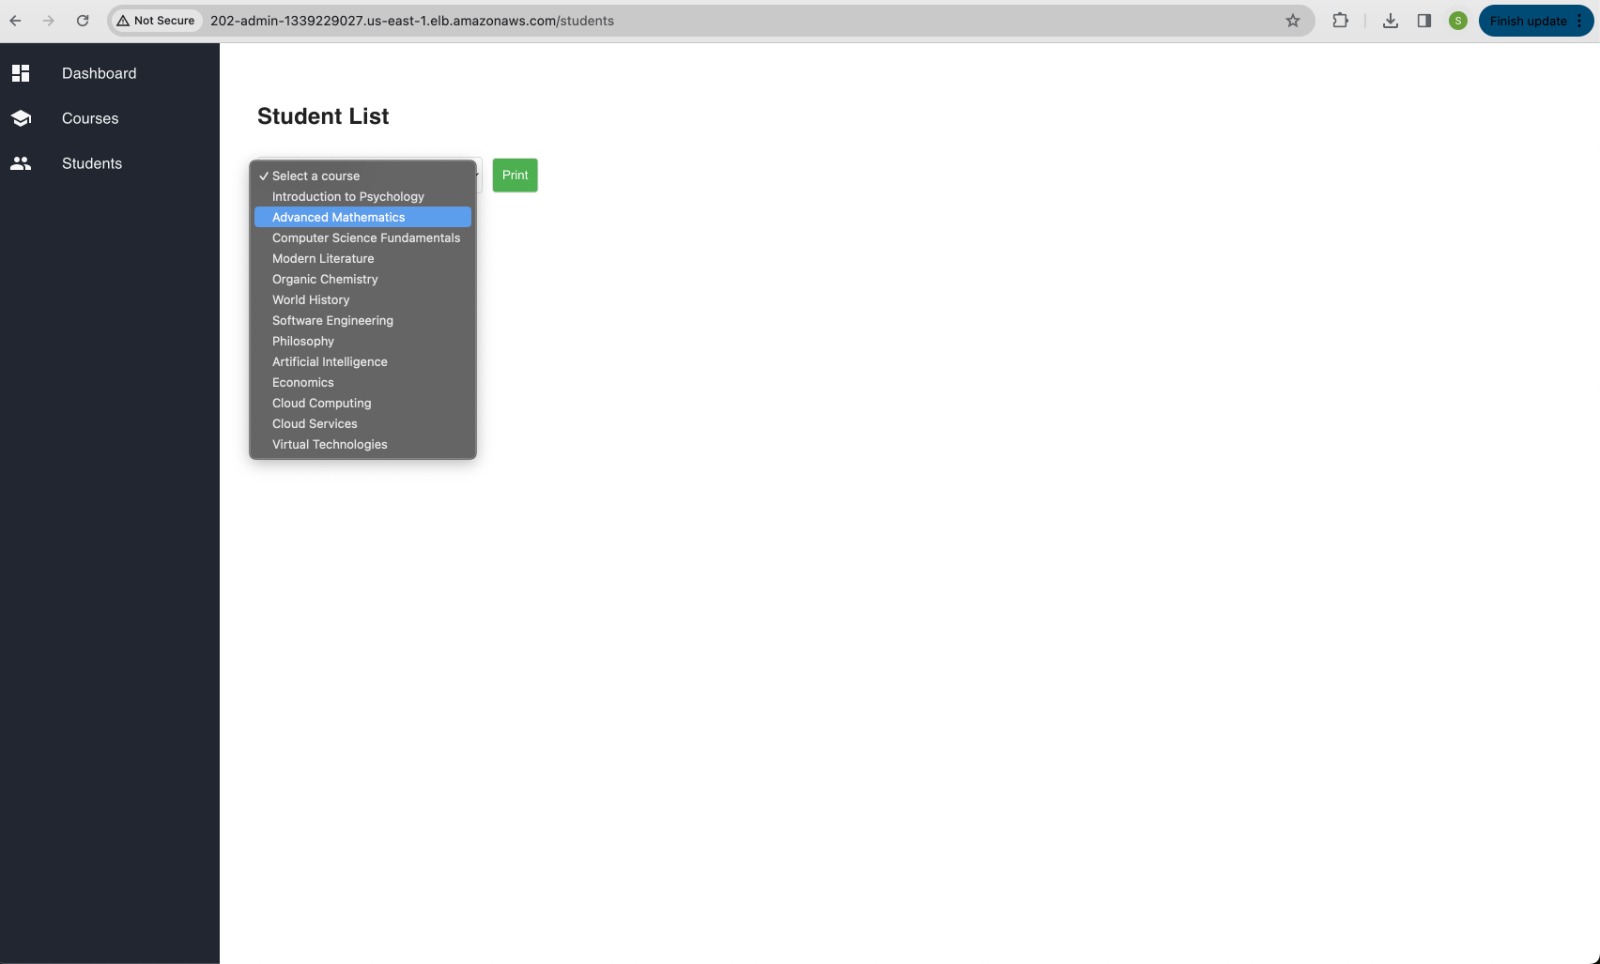 Not Secure
202-admin-1339229027.us-east-1.elb.amazonaws.com/students
S
Finish update
Dashboard
Courses
Students
Student List
✓ Select a course
Print
Introduction to Psychology
Advanced Mathematics
Computer Science Fundamentals
Modern Literature
Organic Chemistry
World History
Software Engineering
Philosophy
Artificial Intelligence
Economics
Cloud Computing
Cloud Services
Virtual Technologies